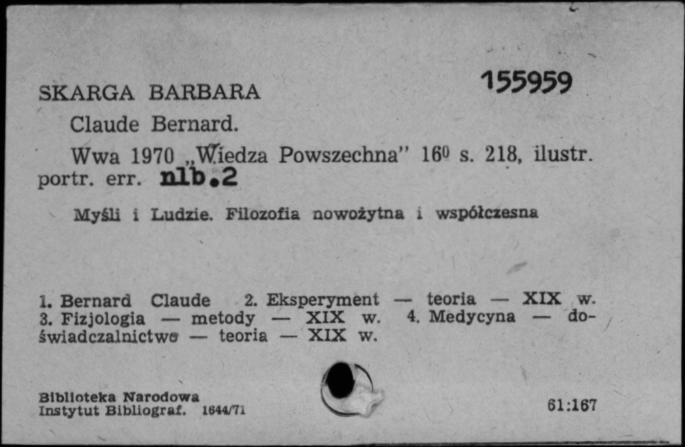 155959
SKARGA BARBARA
Claude Bernard.
Wwa 1970 „Wiedza Powszechna" 16⁰ s. 218, ilustr.
portr. err. nlb.2
Myśli i Ludzie. Filozofia nowożytna i współczesna
1. Bernard Claude 2. Eksperyment — teoria — XIX w.
3. Fizjologia — metody — XIX w. 4. Medycyna — do-
świadczalnictwo — teoria — XIX w.
Biblioteka Narodowa
Instytut Bibliograf. 1644/71
61:167